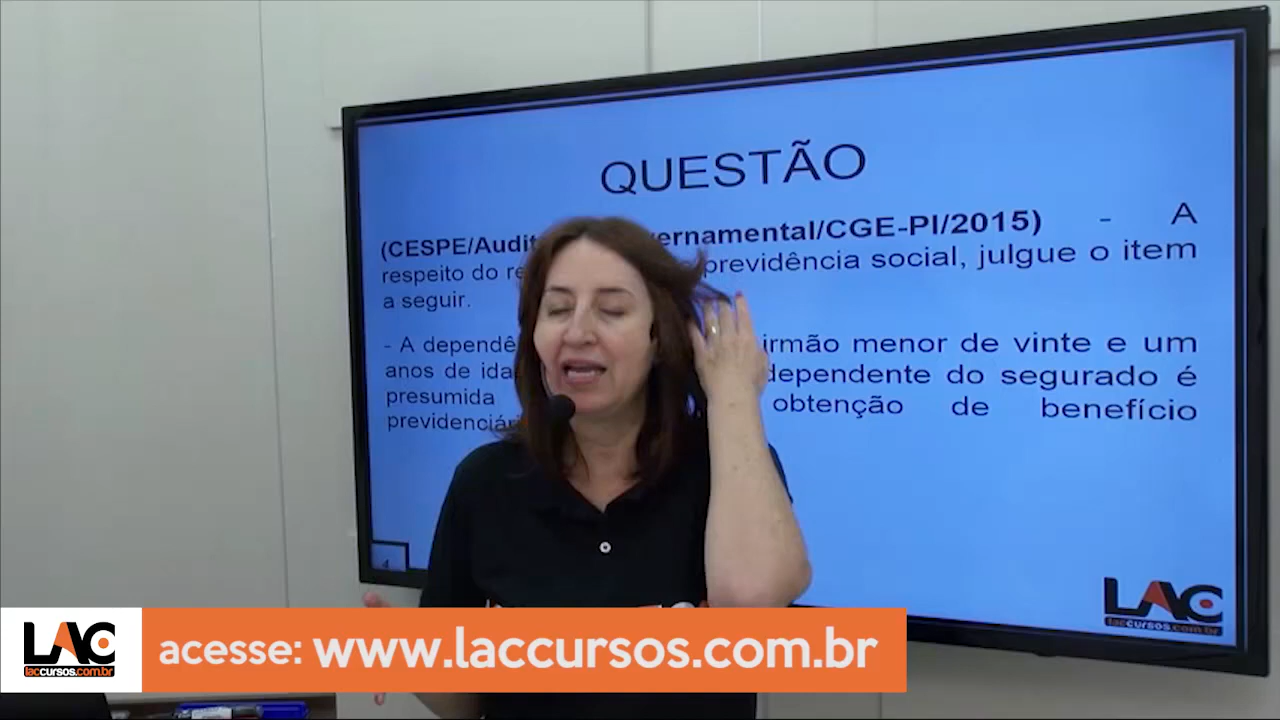 QUESTÃO
(CESPE/Audit ernamental/CGE-PI/2015) - A
respeito do re previdência social, julgue o item
a seguir.
- A dependê irmão menor de vinte e um
anos de ida dependente do segurado é
presumida obtenção de benefício
previdenciári
4
LAC
laccursos.com.br
LAC
laccursos.com.br
acesse: www.laccursos.com.br